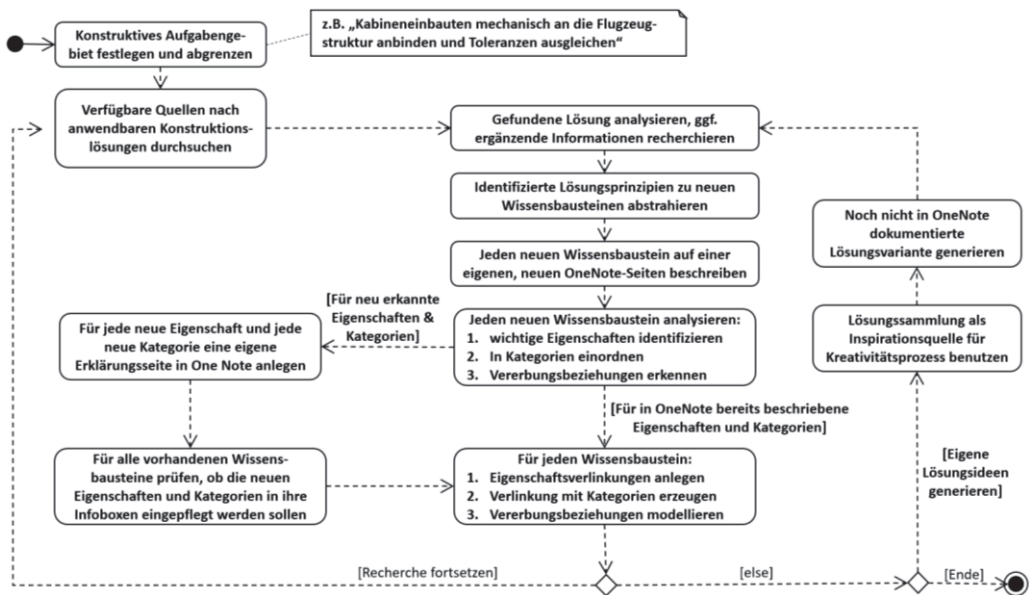 Konstruktives Aufgabenge-
biet festlegen und abgrenzen
z.B. „Kabineneinbauten mechanisch an die Flugzeug-
struktur anbinden und Toleranzen ausgleichen“
Verfügbare Quellen nach
anwendbaren Konstruktions-
lösungen durchsuchen
Gefundene Lösung analysieren, ggf.
ergänzende Informationen recherchieren
Identifizierte Lösungsprinzipien zu neuen
Wissensbausteinen abstrahieren
Jeden neuen Wissensbaustein auf einer
eigenen, neuen OneNote-Seiten beschreiben
[Für neu erkannte
Eigenschaften &
Kategorien]
Jeden neuen Wissensbaustein analysieren:
1. wichtige Eigenschaften identifizieren
2. In Kategorien einordnen
3. Vererbungsbeziehungen erkennen
Für jede neue Eigenschaft und jede
neue Kategorie eine eigene
Erklärungsseite in One Note anlegen
[Für in OneNote bereits beschriebene
Eigenschaften und Kategorien]
Für alle vorhandenen Wissens-
bausteine prüfen, ob die neuen
Eigenschaften und Kategorien in ihre
Infoboxen eingepflegt werden sollen
Für jeden Wissensbaustein:
1. Eigenschaftsverlinkungen anlegen
2. Verlinkung mit Kategorien erzeugen
3. Vererbungsbeziehungen modellieren
Noch nicht in OneNote
dokumentierte
Lösungsvariante generieren
Lösungssammlung als
Inspirationsquelle für
Kreativitätsprozess benutzen
[Eigene
Lösungsideen
generieren]
[Recherche fortsetzen]
[else]
[Ende]